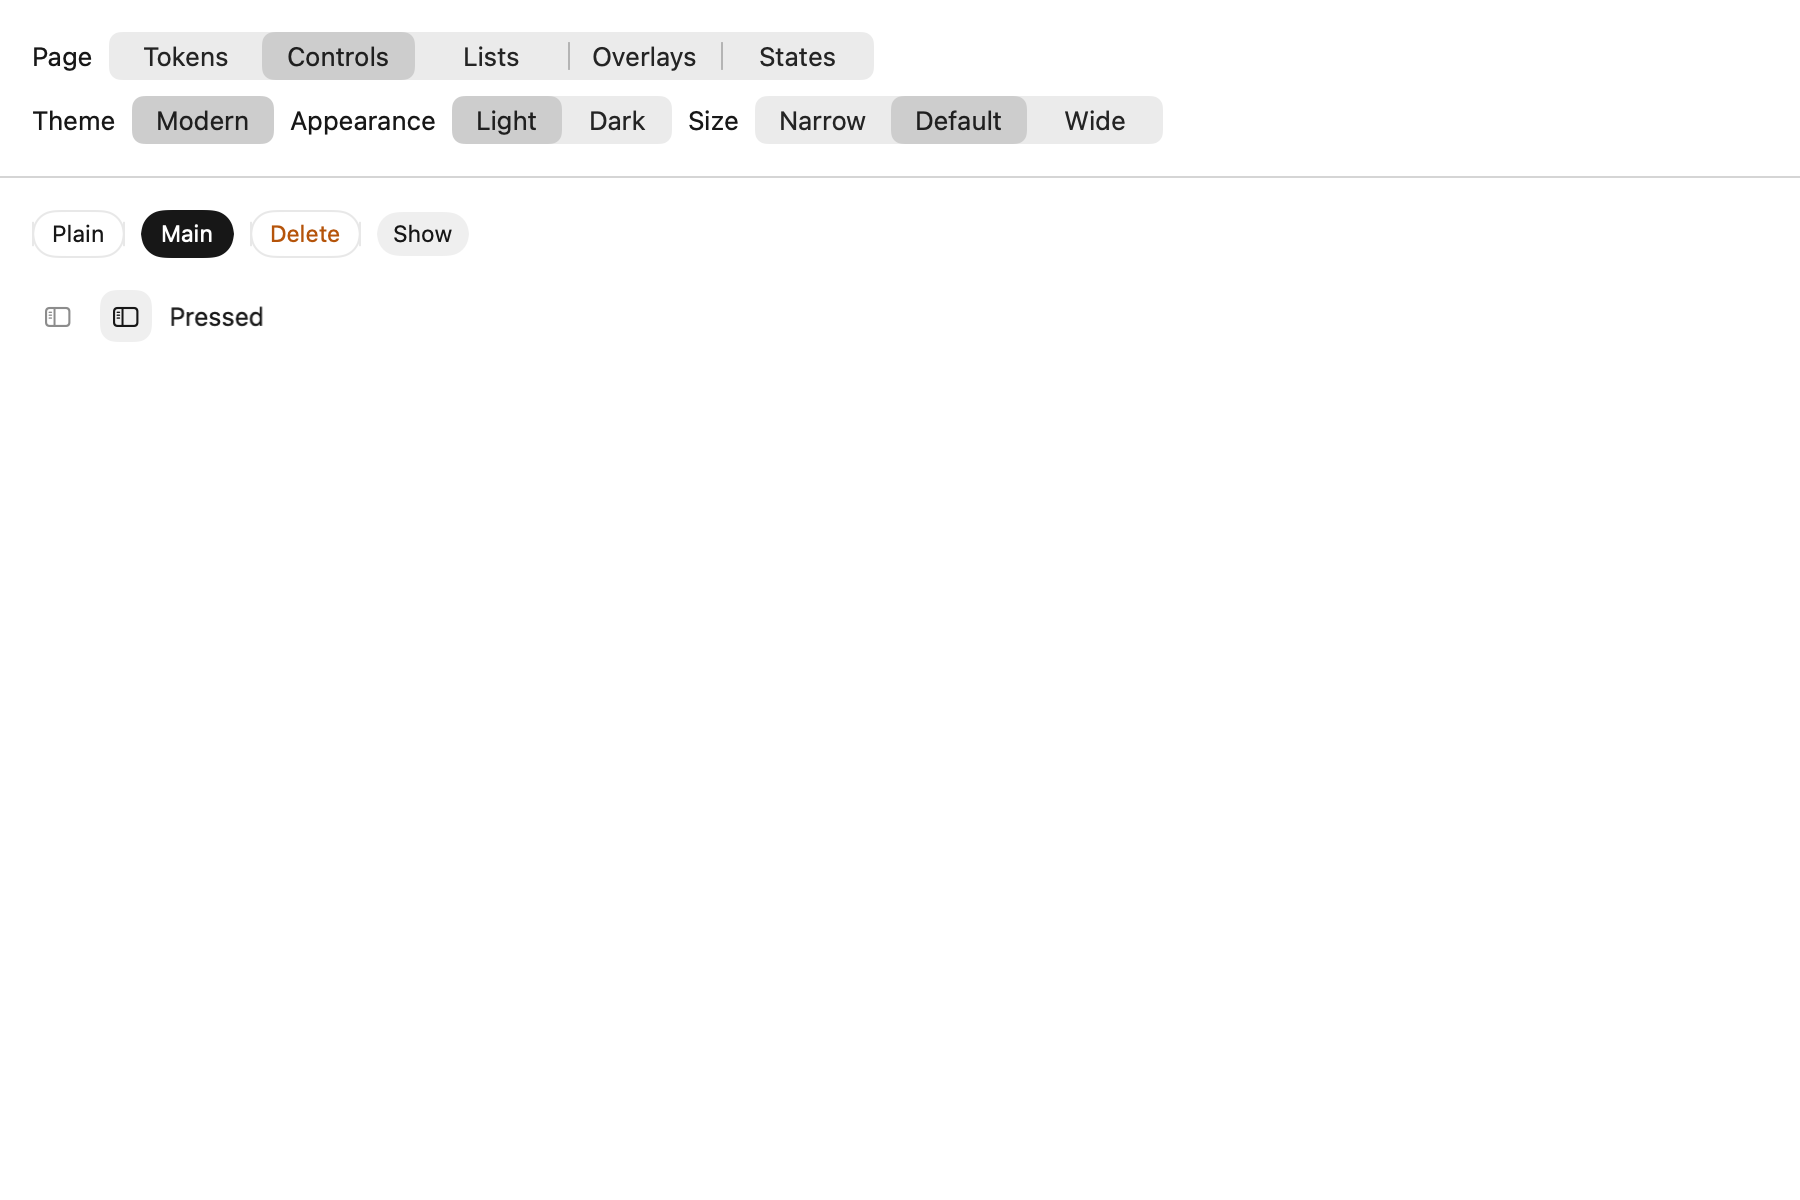 Page Tokens Controls Lists Overlays States
Theme Modern Appearance Light Dark Size Narrow Default Wide
Plain Main Delete Show
Pressed